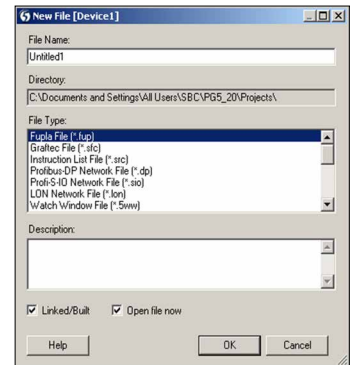 New File [Device1]
File Name:
Untitled1
Directory:
C:\Documents and Settings\All Users\SBC\PG5_20\Projects\
File Type:
Fupla File (*.fup)
Graftec File (*.sfc)
Instruction List File (*.src)
Profibus-DP Network File (*.dp)
Profi-S-IO Network File (*.sio)
LON Network File (*.lon)
Watch Window File (*.5ww)
Description:
Linked/Built Open file now
Help OK Cancel